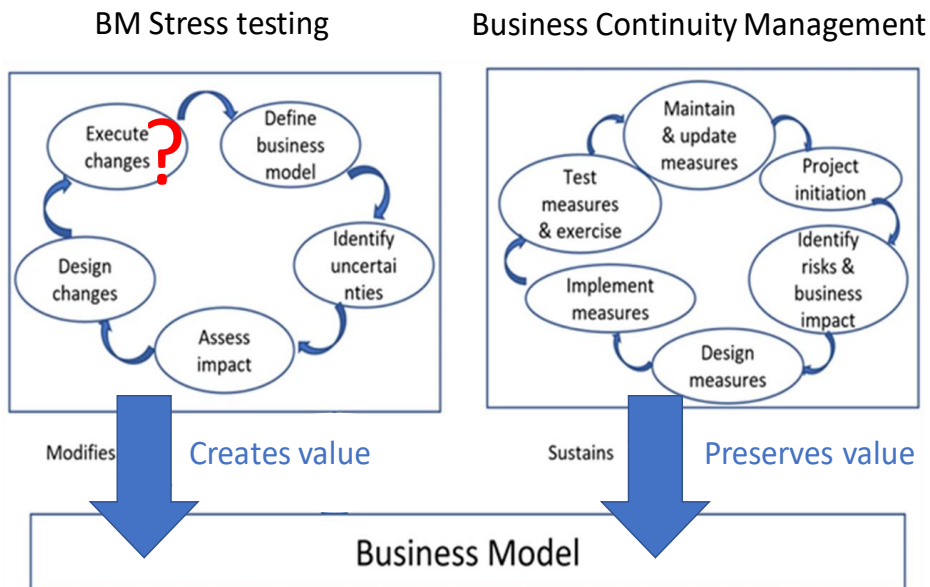 BM Stress testing
Business Continuity Management
Execute
changes
?
Define
business
model
Identify
uncertai
nties
Assess
impact
Design
changes
Maintain
& update
measures
Project
initiation
Identify
risks &
business
impact
Design
measures
Implement
measures
Test
measures
& exercise
Modifies
Creates value
Sustains
Preserves value
Business Model